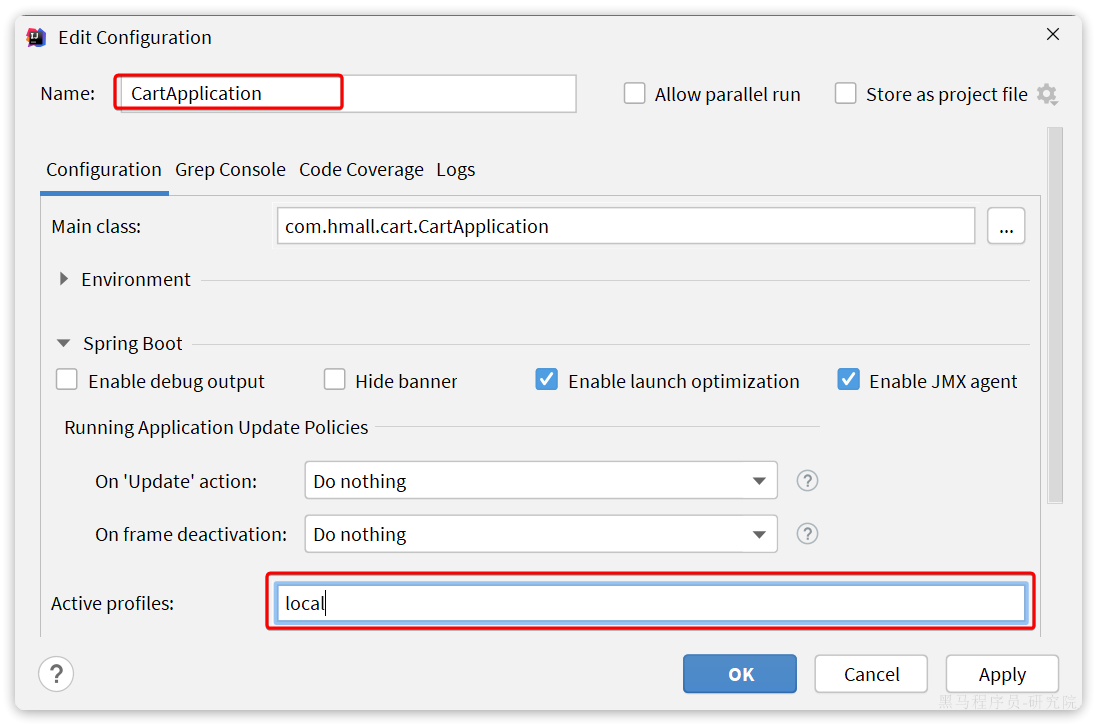 Edit Configuration
Name: CartApplication Allow parallel run Store as project file
Configuration Grep Console Code Coverage Logs
Main class: com.hmall.cart.CartApplication ...
Environment
Spring Boot
Enable debug output Hide banner Enable launch optimization Enable JMX agent
Running Application Update Policies
On 'Update' action: Do nothing ?
On frame deactivation: Do nothing ?
Active profiles: local
? OK Cancel Apply
黑马程序员-研究院